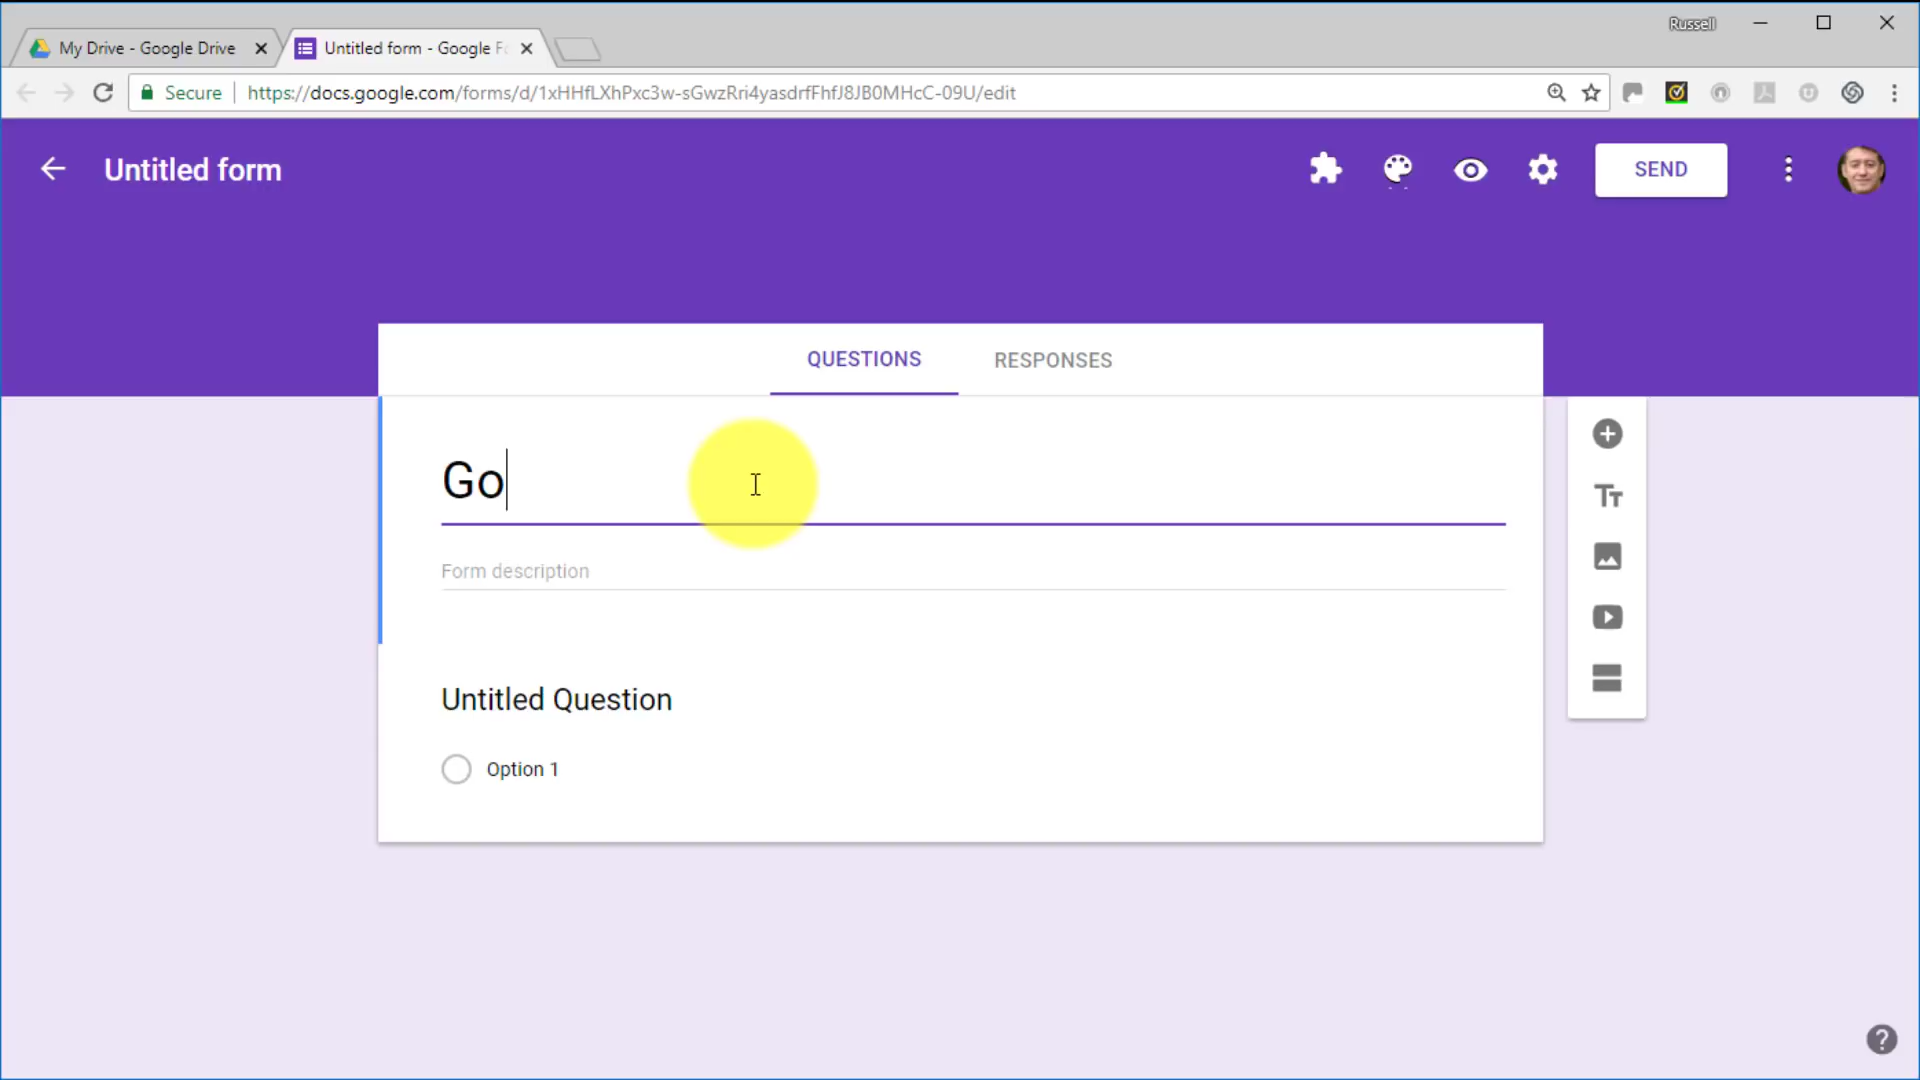 Russell
My Drive - Google Drive
Untitled form - Google Fo
Secure
https://docs.google.com/forms/d/1xHHfLXhPxc3w-sGwzRri4yasdrfFhfJ8JB0MHcC-09U/edit
Untitled form
SEND
QUESTIONS
RESPONSES
Go
Form description
Untitled Question
Option 1